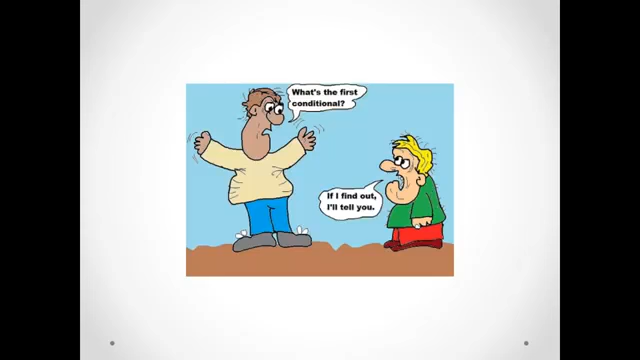 What's the first
conditional?
If I find out,
I'll tell you.